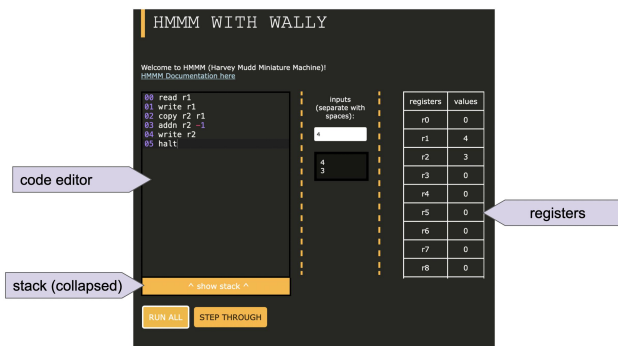 HMMM WITH WALLY
Welcome to HMMM (Harvey Mudd Miniature Machine)!
HMMM Documentation here
00 read r1
01 write r1
02 copy r2 r1
03 addn r2 -1
04 write r2
05 halt
inputs
(separate with
spaces):
4
4
3
registers values
r0 0
r1 4
r2 3
r3 0
r4 0
r5 0
r6 0
r7 0
r8 0
code editor
registers
stack (collapsed)
^ show stack ^
RUN ALL
STEP THROUGH